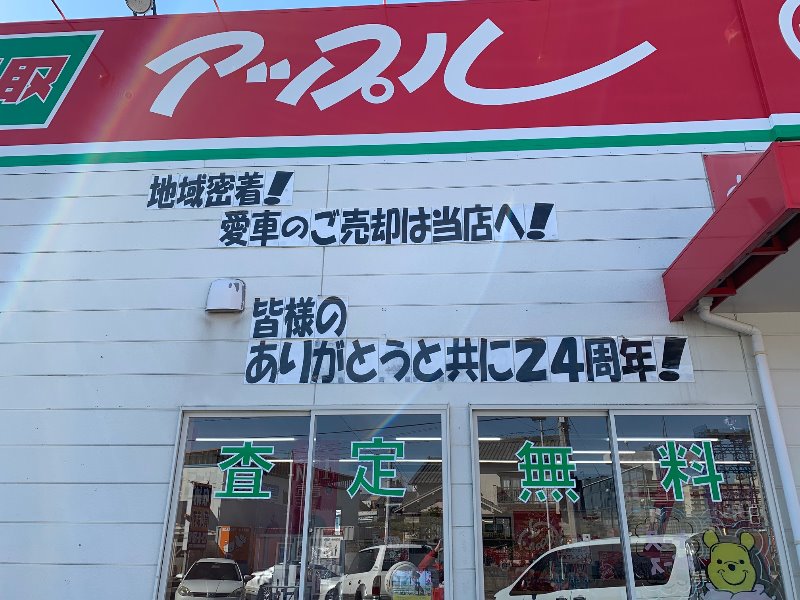 取 アップル
地域密着!
愛車のご売却は当店へ!
皆様の
ありがとうと共に24周年!
査定無料